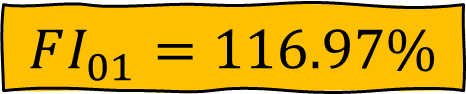 FI₀₁ = 116.97%